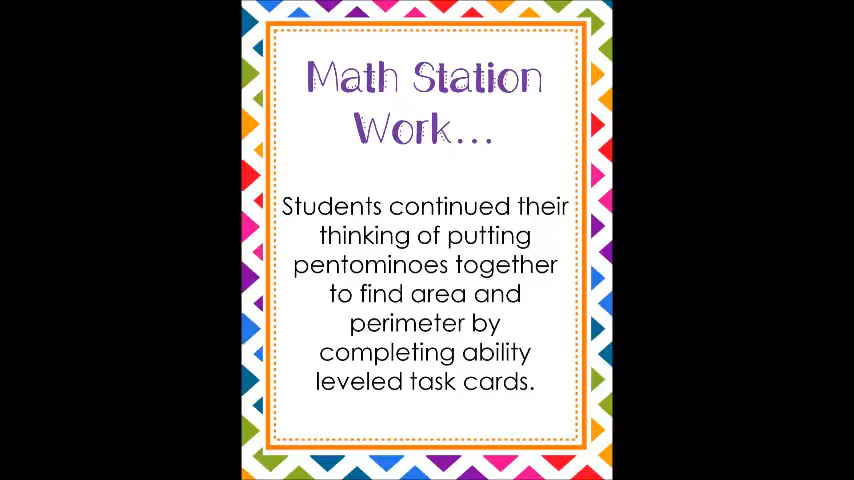 Math Station
Work...
Students continued their
thinking of putting
pentominoes together
to find area and
perimeter by
completing ability
leveled task cards.